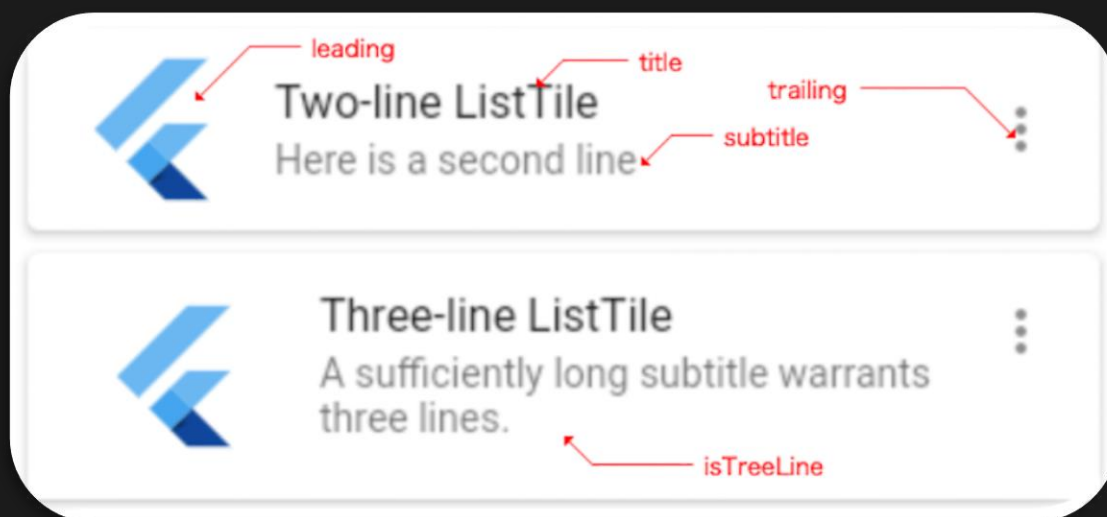 leading
title
Two-line ListTile
trailing
subtitle
Here is a second line
Three-line ListTile
A sufficiently long subtitle warrants
three lines.
isTreeLine